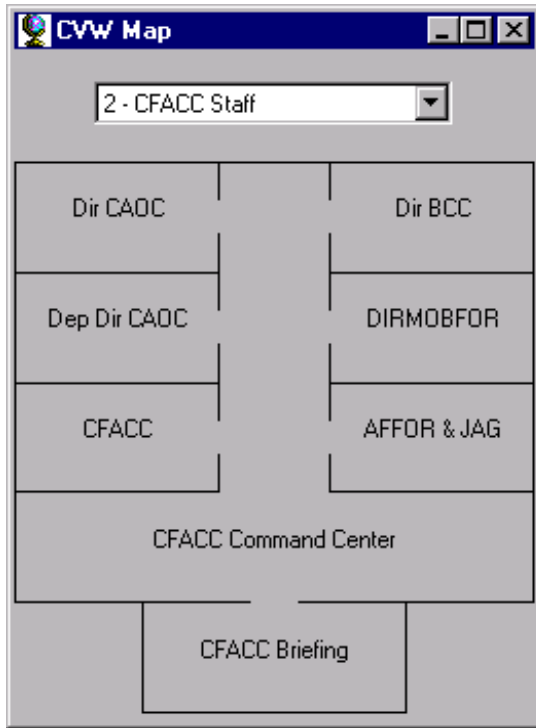 CVW Map
2 - CFACC Staff
Dir CAOC
Dir BCC
Dep Dir CAOC
DIRMOBFOR
CFACC
AFFOR & JAG
CFACC Command Center
CFACC Briefing